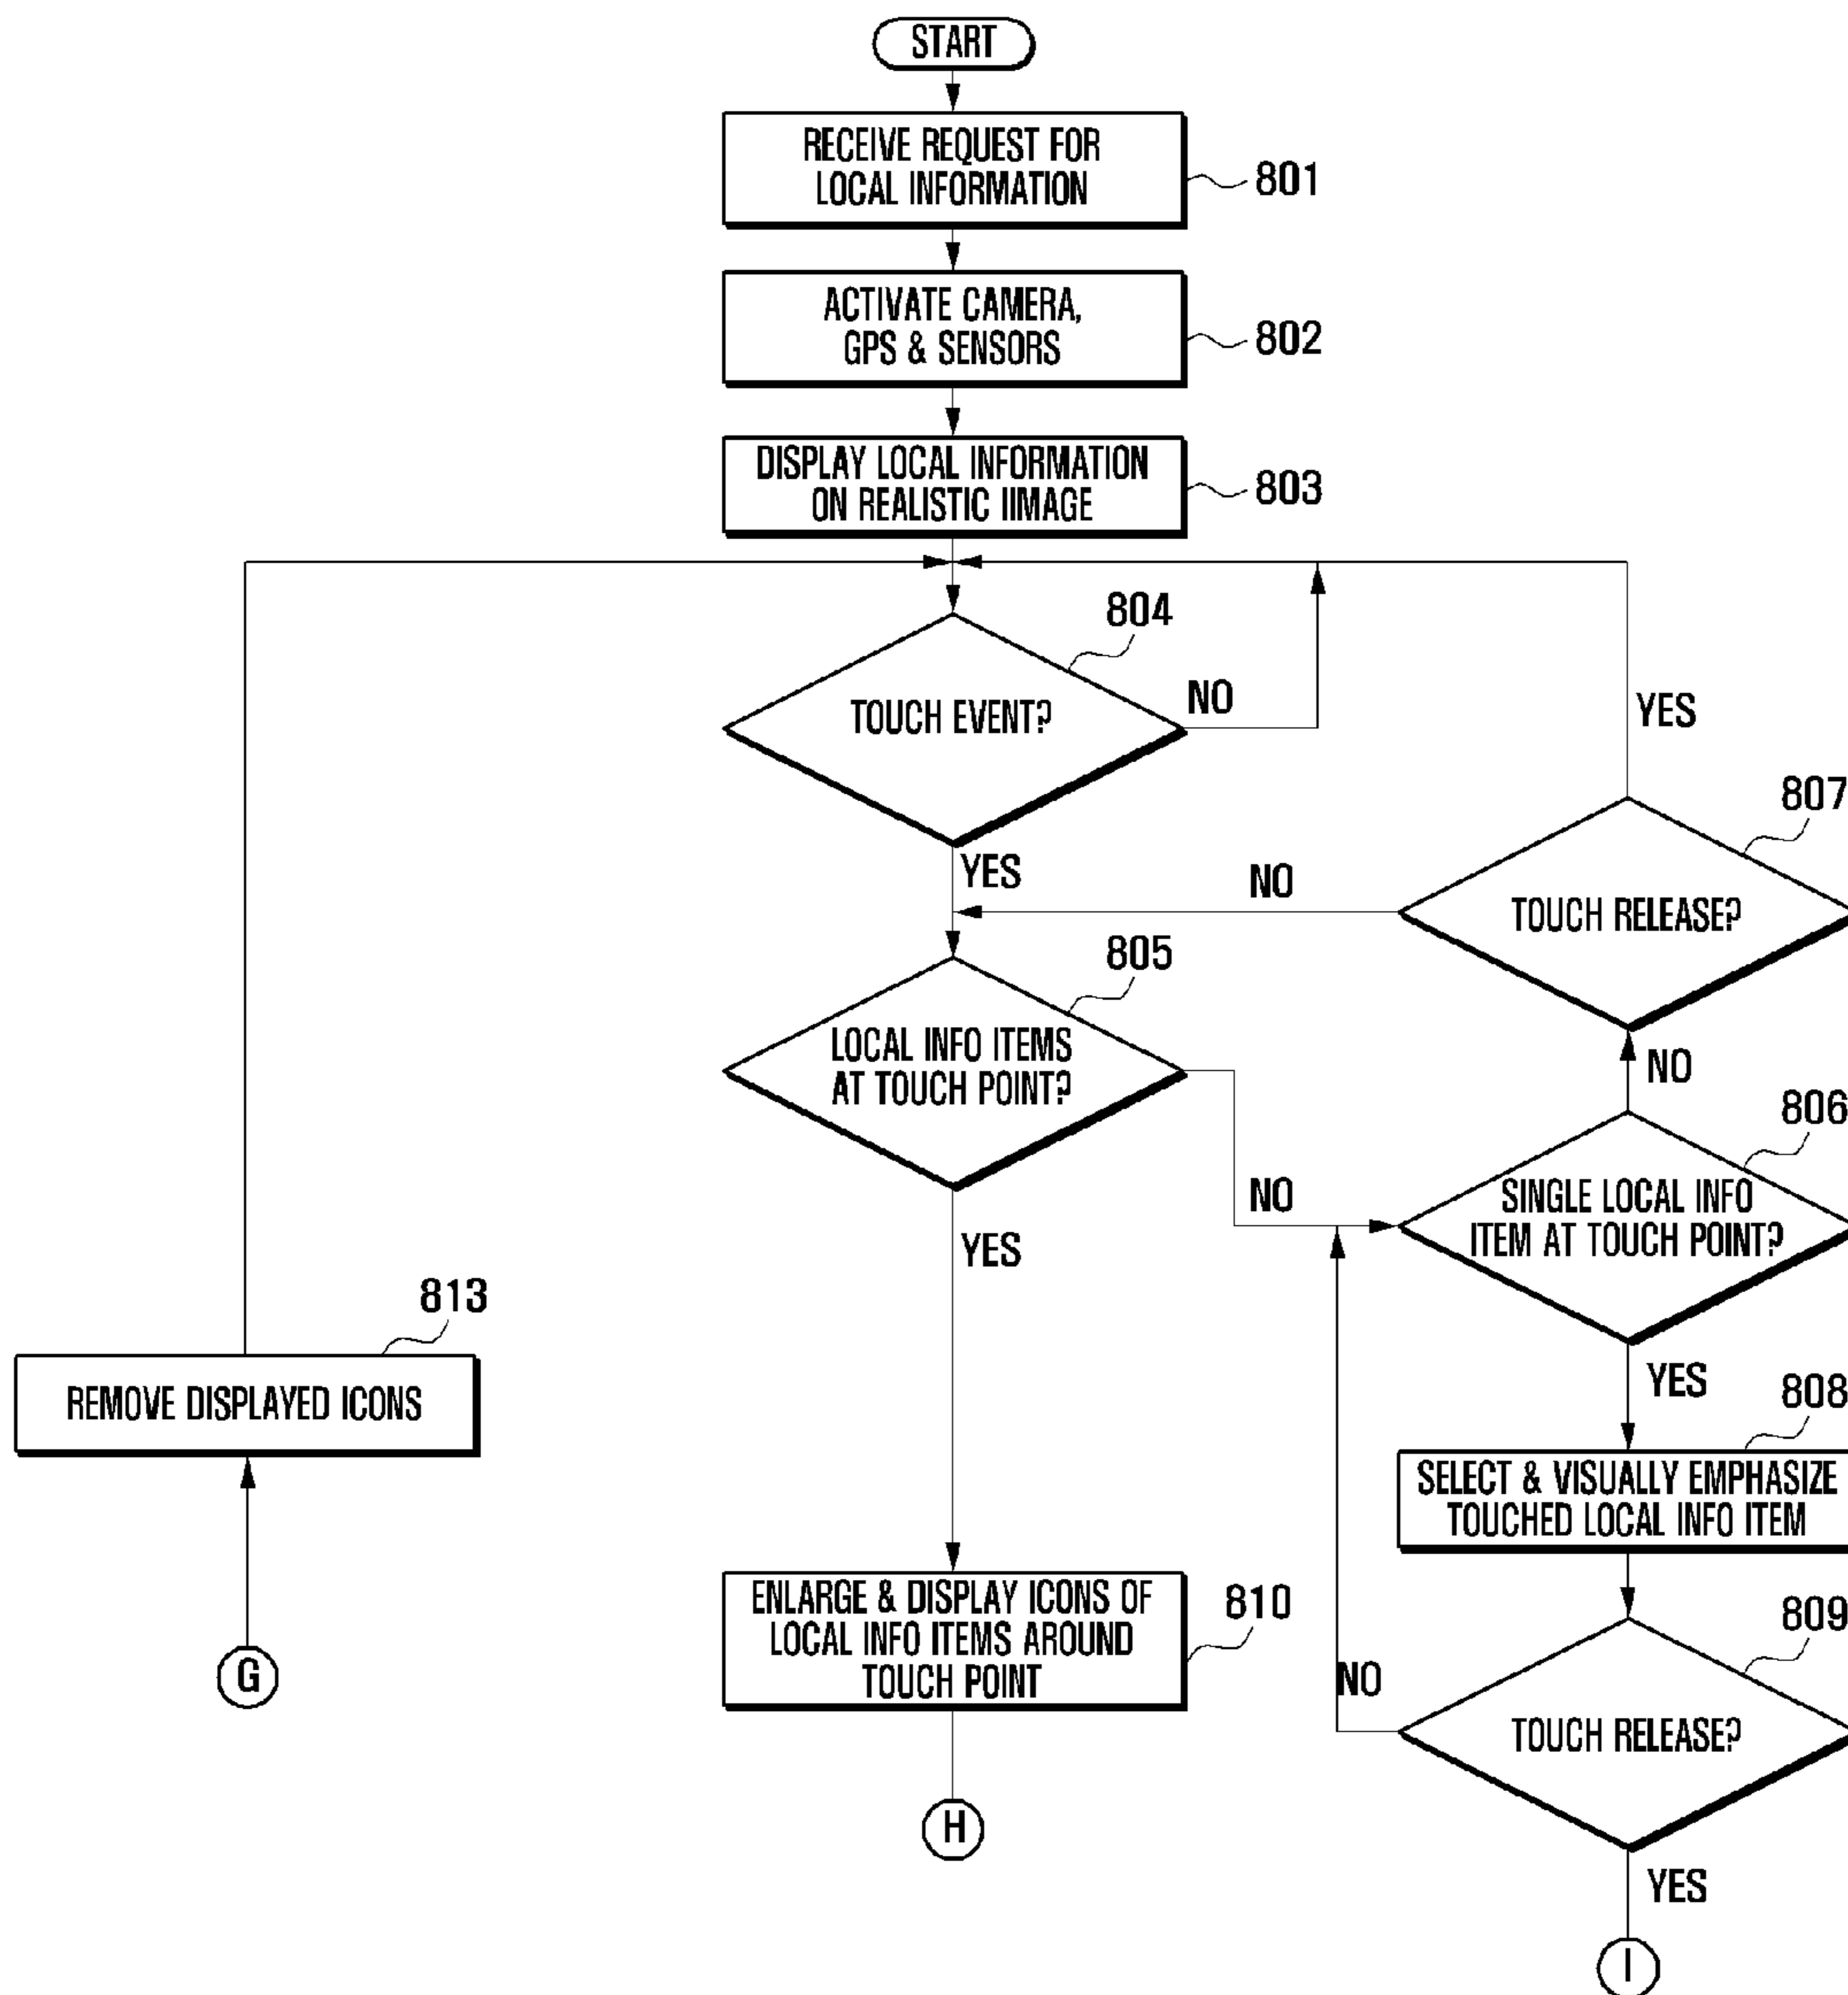 START
RECEIVE REQUEST FOR
LOCAL INFORMATION
801
ACTIVATE CAMERA,
GPS & SENSORS
802
DISPLAY LOCAL INFORMATION
ON REALISTIC IIMAGE
803
804
TOUCH EVENT?
NO
YES
YES
807
TOUCH RELEASE?
NO
805
LOCAL INFO ITEMS
AT TOUCH POINT?
NO
NO
806
SINGLE LOCAL INFO
ITEM AT TOUCH POINT?
YES
YES
813
REMOVE DISPLAYED ICONS
G
808
SELECT & VISUALLY EMPHASIZE
TOUCHED LOCAL INFO ITEM
ENLARGE & DISPLAY ICONS OF
LOCAL INFO ITEMS AROUND
TOUCH POINT
810
809
NO
TOUCH RELEASE?
H
YES
I